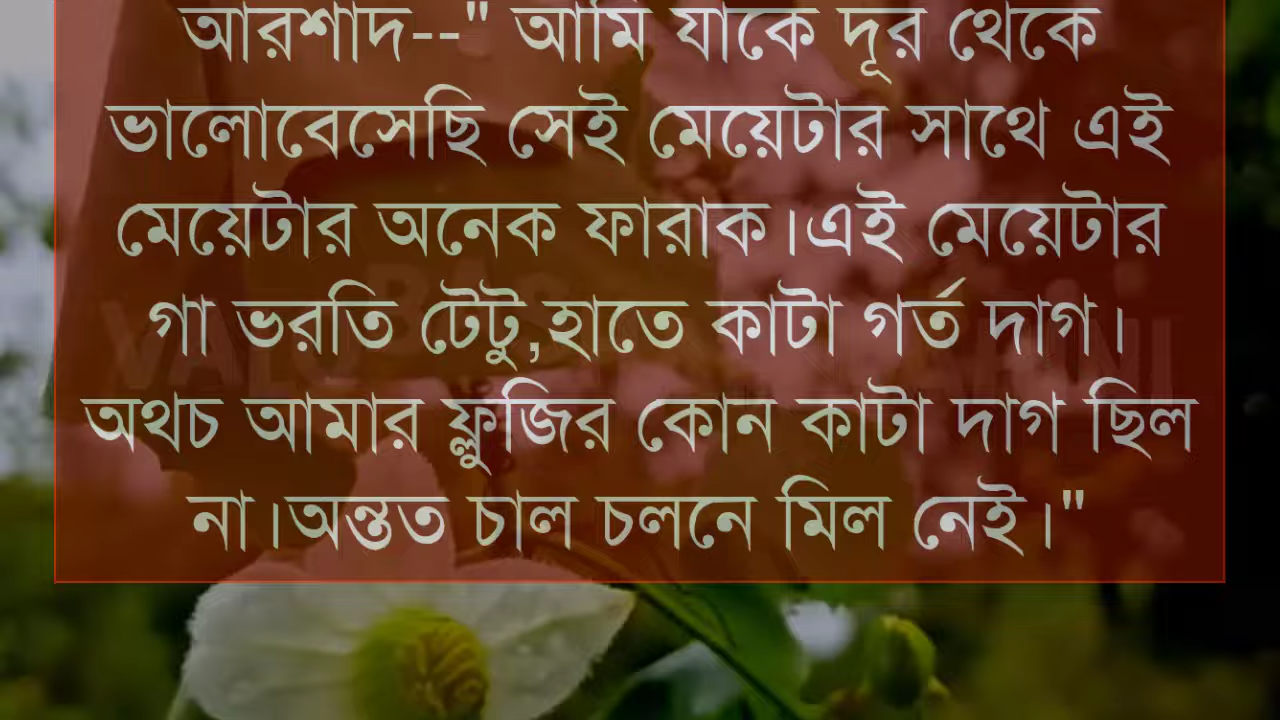 আরশাদ--" আমি যাকে দূর থেকে
ভালোবেসেছি সেই মেয়েটার সাথে এই
মেয়েটার অনেক ফারাক।এই মেয়েটার
গা ভরতি টেটু,হাতে কাটা গর্ত দাগ।
অথচ আমার ফ্লুজির কোন কাটা দাগ ছিল
না।অন্তত চাল চলনে মিল নেই।"